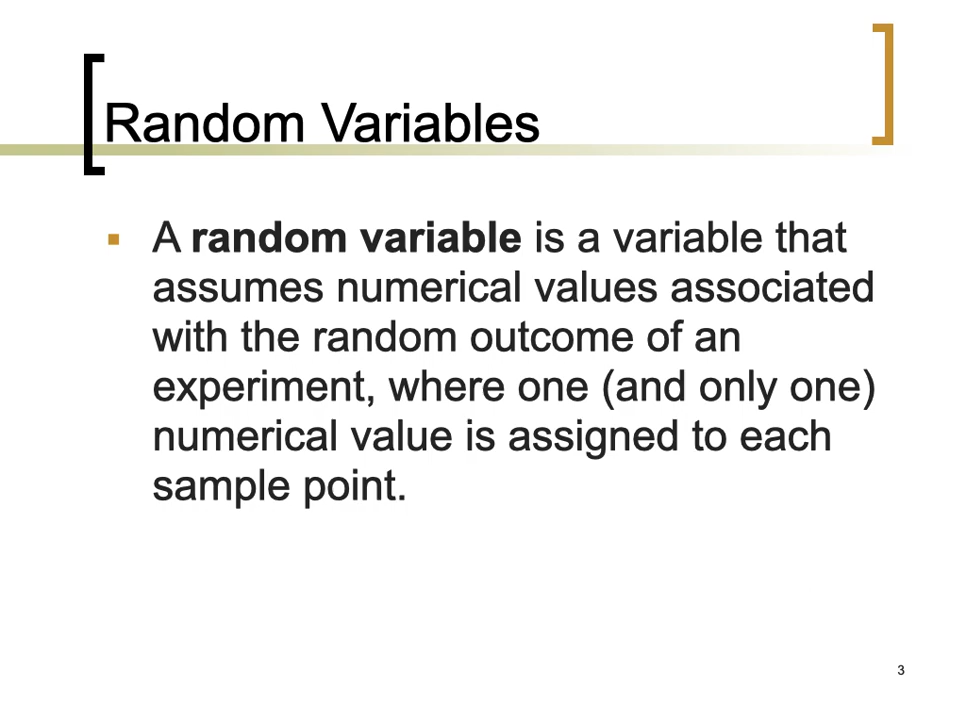 Random Variables
▪ A random variable is a variable that
assumes numerical values associated
with the random outcome of an
experiment, where one (and only one)
numerical value is assigned to each
sample point.
3